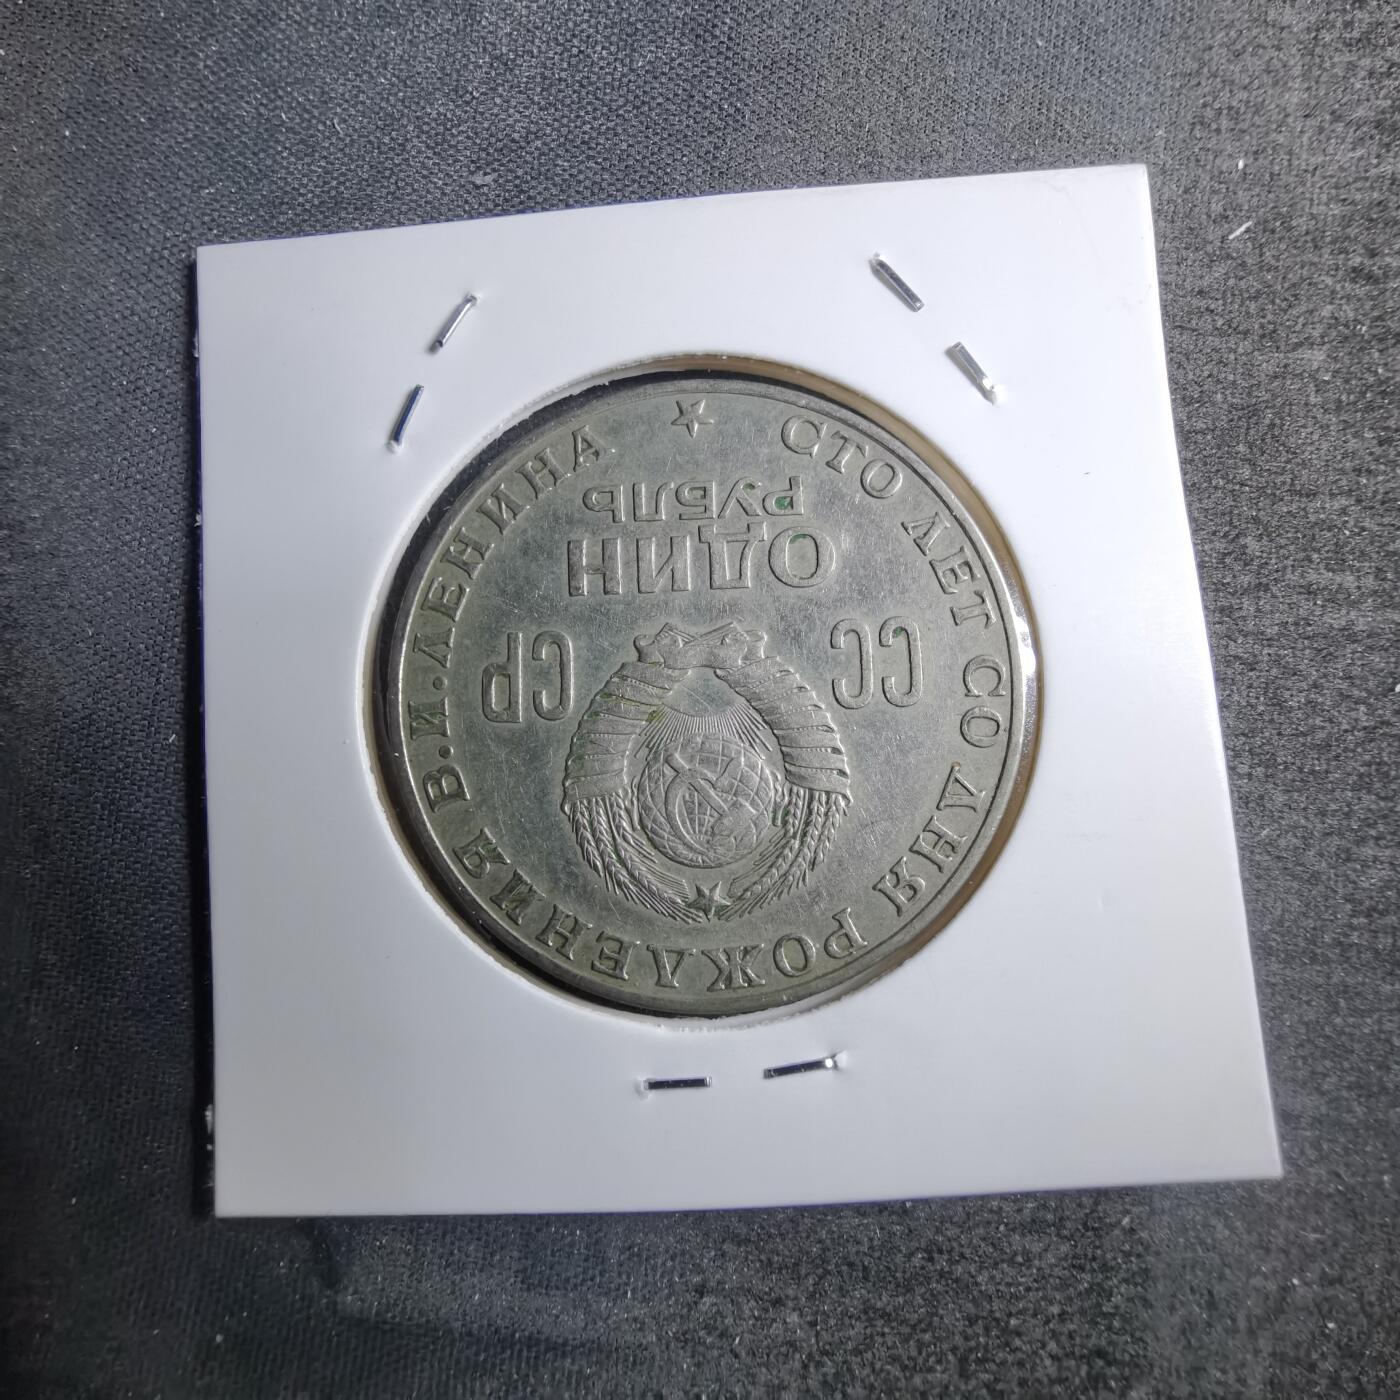 СТО ЛЕТ СО ДНЯ РОЖДЕНИЯ В.И.ЛЕНИНА
СС СР
ОДИН
РУБЛЬ